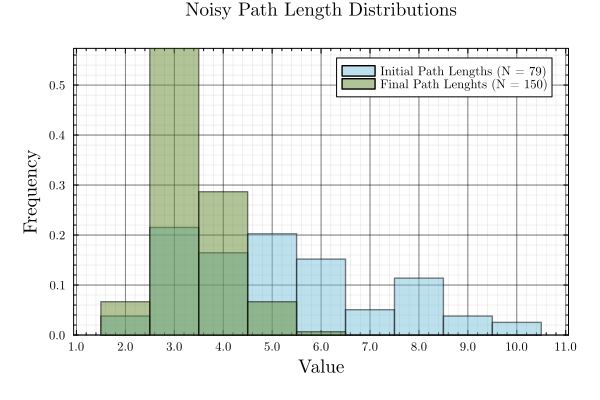 Noisy Path Length Distributions
Initial Path Lengths (N = 79)
Final Path Lenghts (N = 150)
Frequency
0.5
0.4
0.3
0.2
0.1
0.0
1.0 2.0 3.0 4.0 5.0 6.0 7.0 8.0 9.0 10.0 11.0
Value